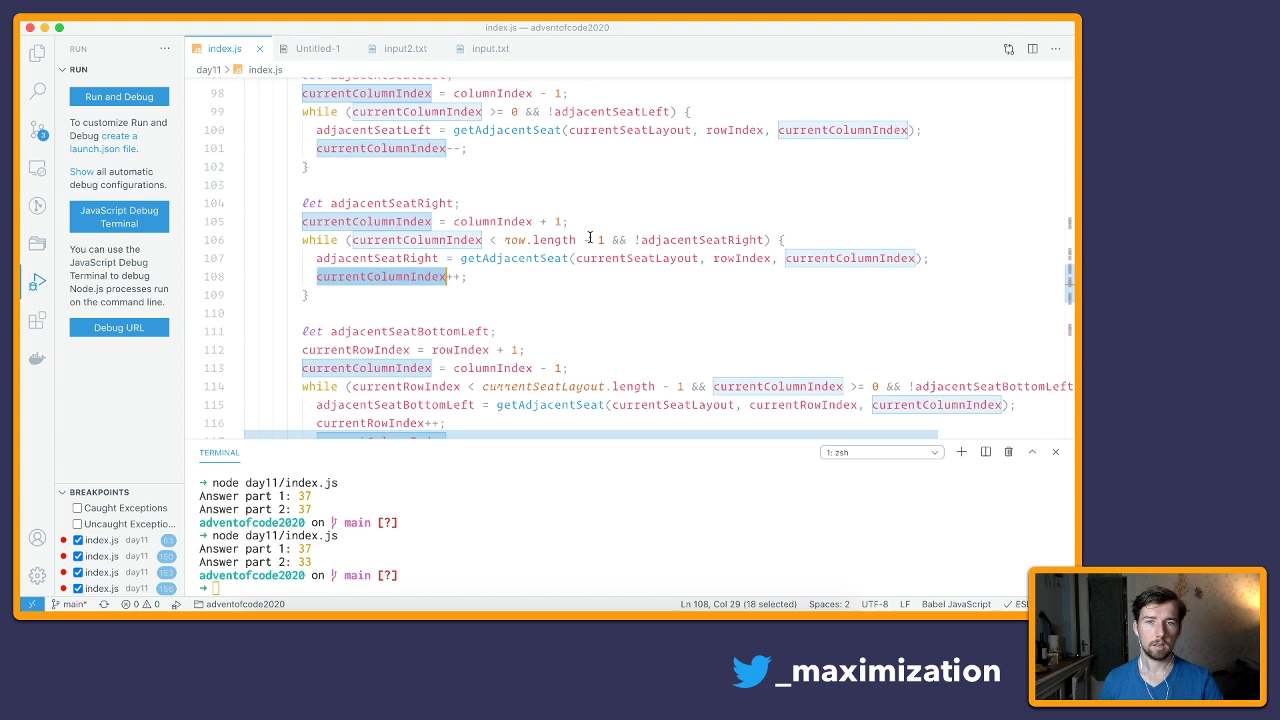 index.js — adventofcode2020
RUN
RUN
Run and Debug
To customize Run and
Debug create a
launch.json file.
Show all automatic
debug configurations.
JavaScript Debug
Terminal
You can use the
JavaScript Debug
Terminal to debug
Node.js processes run
on the command line.
Debug URL
BREAKPOINTS
Caught Exceptions
Uncaught Exceptio...
index.js day11 63
index.js day11 150
index.js day11 153
index.js day11 156
index.js
Untitled-1
input2.txt
input.txt
day11 > index.js
let adjacentSeatLeft;
98 currentColumnIndex = columnIndex - 1;
99 while (currentColumnIndex >= 0 && !adjacentSeatLeft) {
100 adjacentSeatLeft = getAdjacentSeat(currentSeatLayout, rowIndex, currentColumnIndex);
101 currentColumnIndex--;
102 }
103
104 let adjacentSeatRight;
105 currentColumnIndex = columnIndex + 1;
106 while (currentColumnIndex < row.length - 1 && !adjacentSeatRight) {
107 adjacentSeatRight = getAdjacentSeat(currentSeatLayout, rowIndex, currentColumnIndex);
108 currentColumnIndex++;
109 }
110
111 let adjacentSeatBottomLeft;
112 currentRowIndex = rowIndex + 1;
113 currentColumnIndex = columnIndex - 1;
114 while (currentRowIndex < currentSeatLayout.length - 1 && currentColumnIndex >= 0 && !adjacentSeatBottomLeft
115 adjacentSeatBottomLeft = getAdjacentSeat(currentSeatLayout, currentRowIndex, currentColumnIndex);
116 currentRowIndex++;
TERMINAL
1: zsh
→ node day11/index.js
Answer part 1: 37
Answer part 2: 37
adventofcode2020 on main [?]
→ node day11/index.js
Answer part 1: 37
Answer part 2: 33
adventofcode2020 on main [?]
→
3
main*
0 0
adventofcode2020
Ln 108, Col 29 (18 selected)
Spaces: 2
UTF-8
LF
Babel JavaScript
_maximization